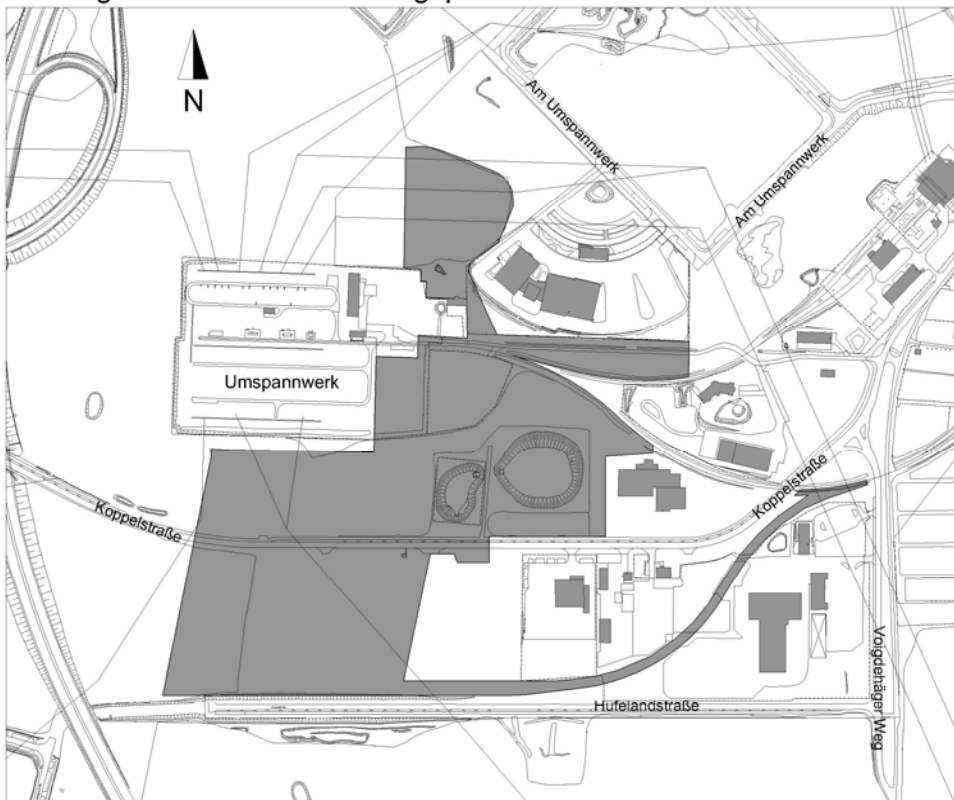 N
Am Umspannwerk
Am Umspannwerk
Umspannwerk
Koppelstraße
Koppelstraße
Hufelandstraße
Voigdehäger Weg